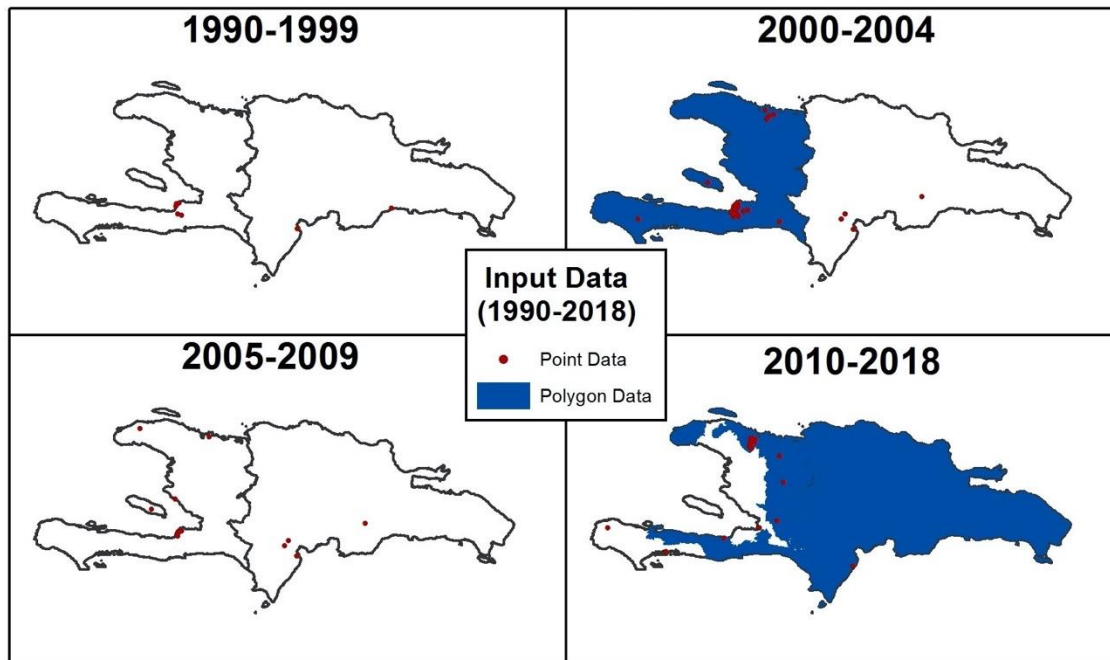 1990-1999
2000-2004
Input Data
(1990-2018)
Point Data
Polygon Data
2005-2009
2010-2018